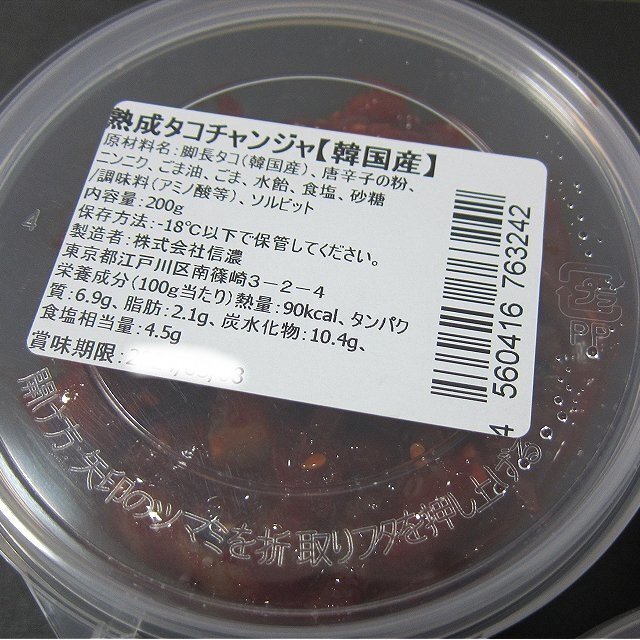 熟成タコチャンジャ【韓国産】
原材料名:脚長タコ(韓国産)、唐辛子の粉、
ニンニク、ごま油、ごま、水飴、食塩、砂糖
/調味料(アミノ酸等)、ソルビット
内容量:200g
保存方法:-18℃以下で保管してください。
製造者:株式会社信濃
東京都江戸川区南篠崎3-2-4
栄養成分(100g当たり)熱量:90kcal、タンパク
質:6.9g、脂肪:2.1g、炭水化物:10.4g、
食塩相当量:4.5g
賞味期限:
4 560416 763242
4
プラ
PP
開け方・矢印のツマミを折取りフタを押し上げる